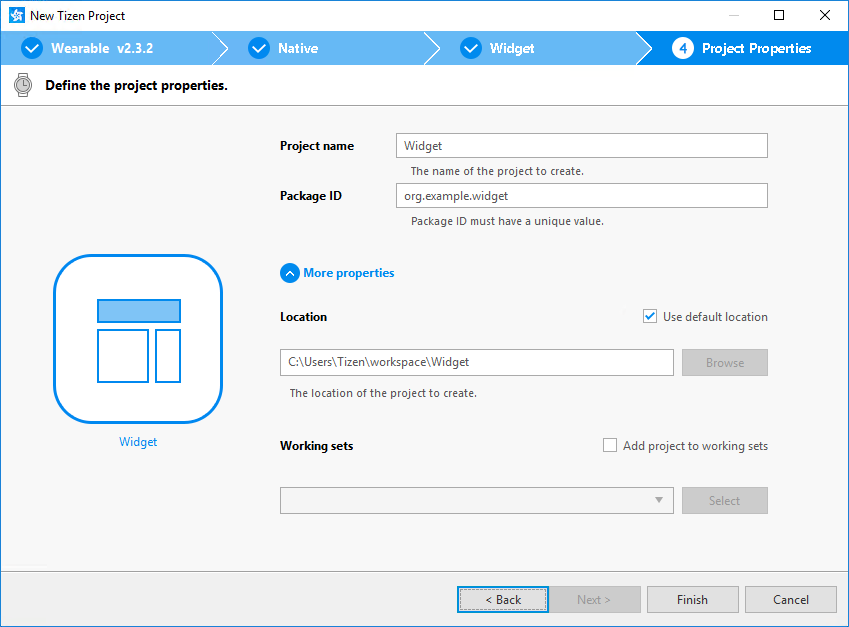 New Tizen Project
Wearable v2.3.2
Native
Widget
4 Project Properties
Define the project properties.
Project name
Widget
The name of the project to create.
Package ID
org.example.widget
Package ID must have a unique value.
More properties
Location
Use default location
C:\Users\Tizen\workspace\Widget
Browse
The location of the project to create.
Widget
Working sets
Add project to working sets
Select
< Back
Next >
Finish
Cancel